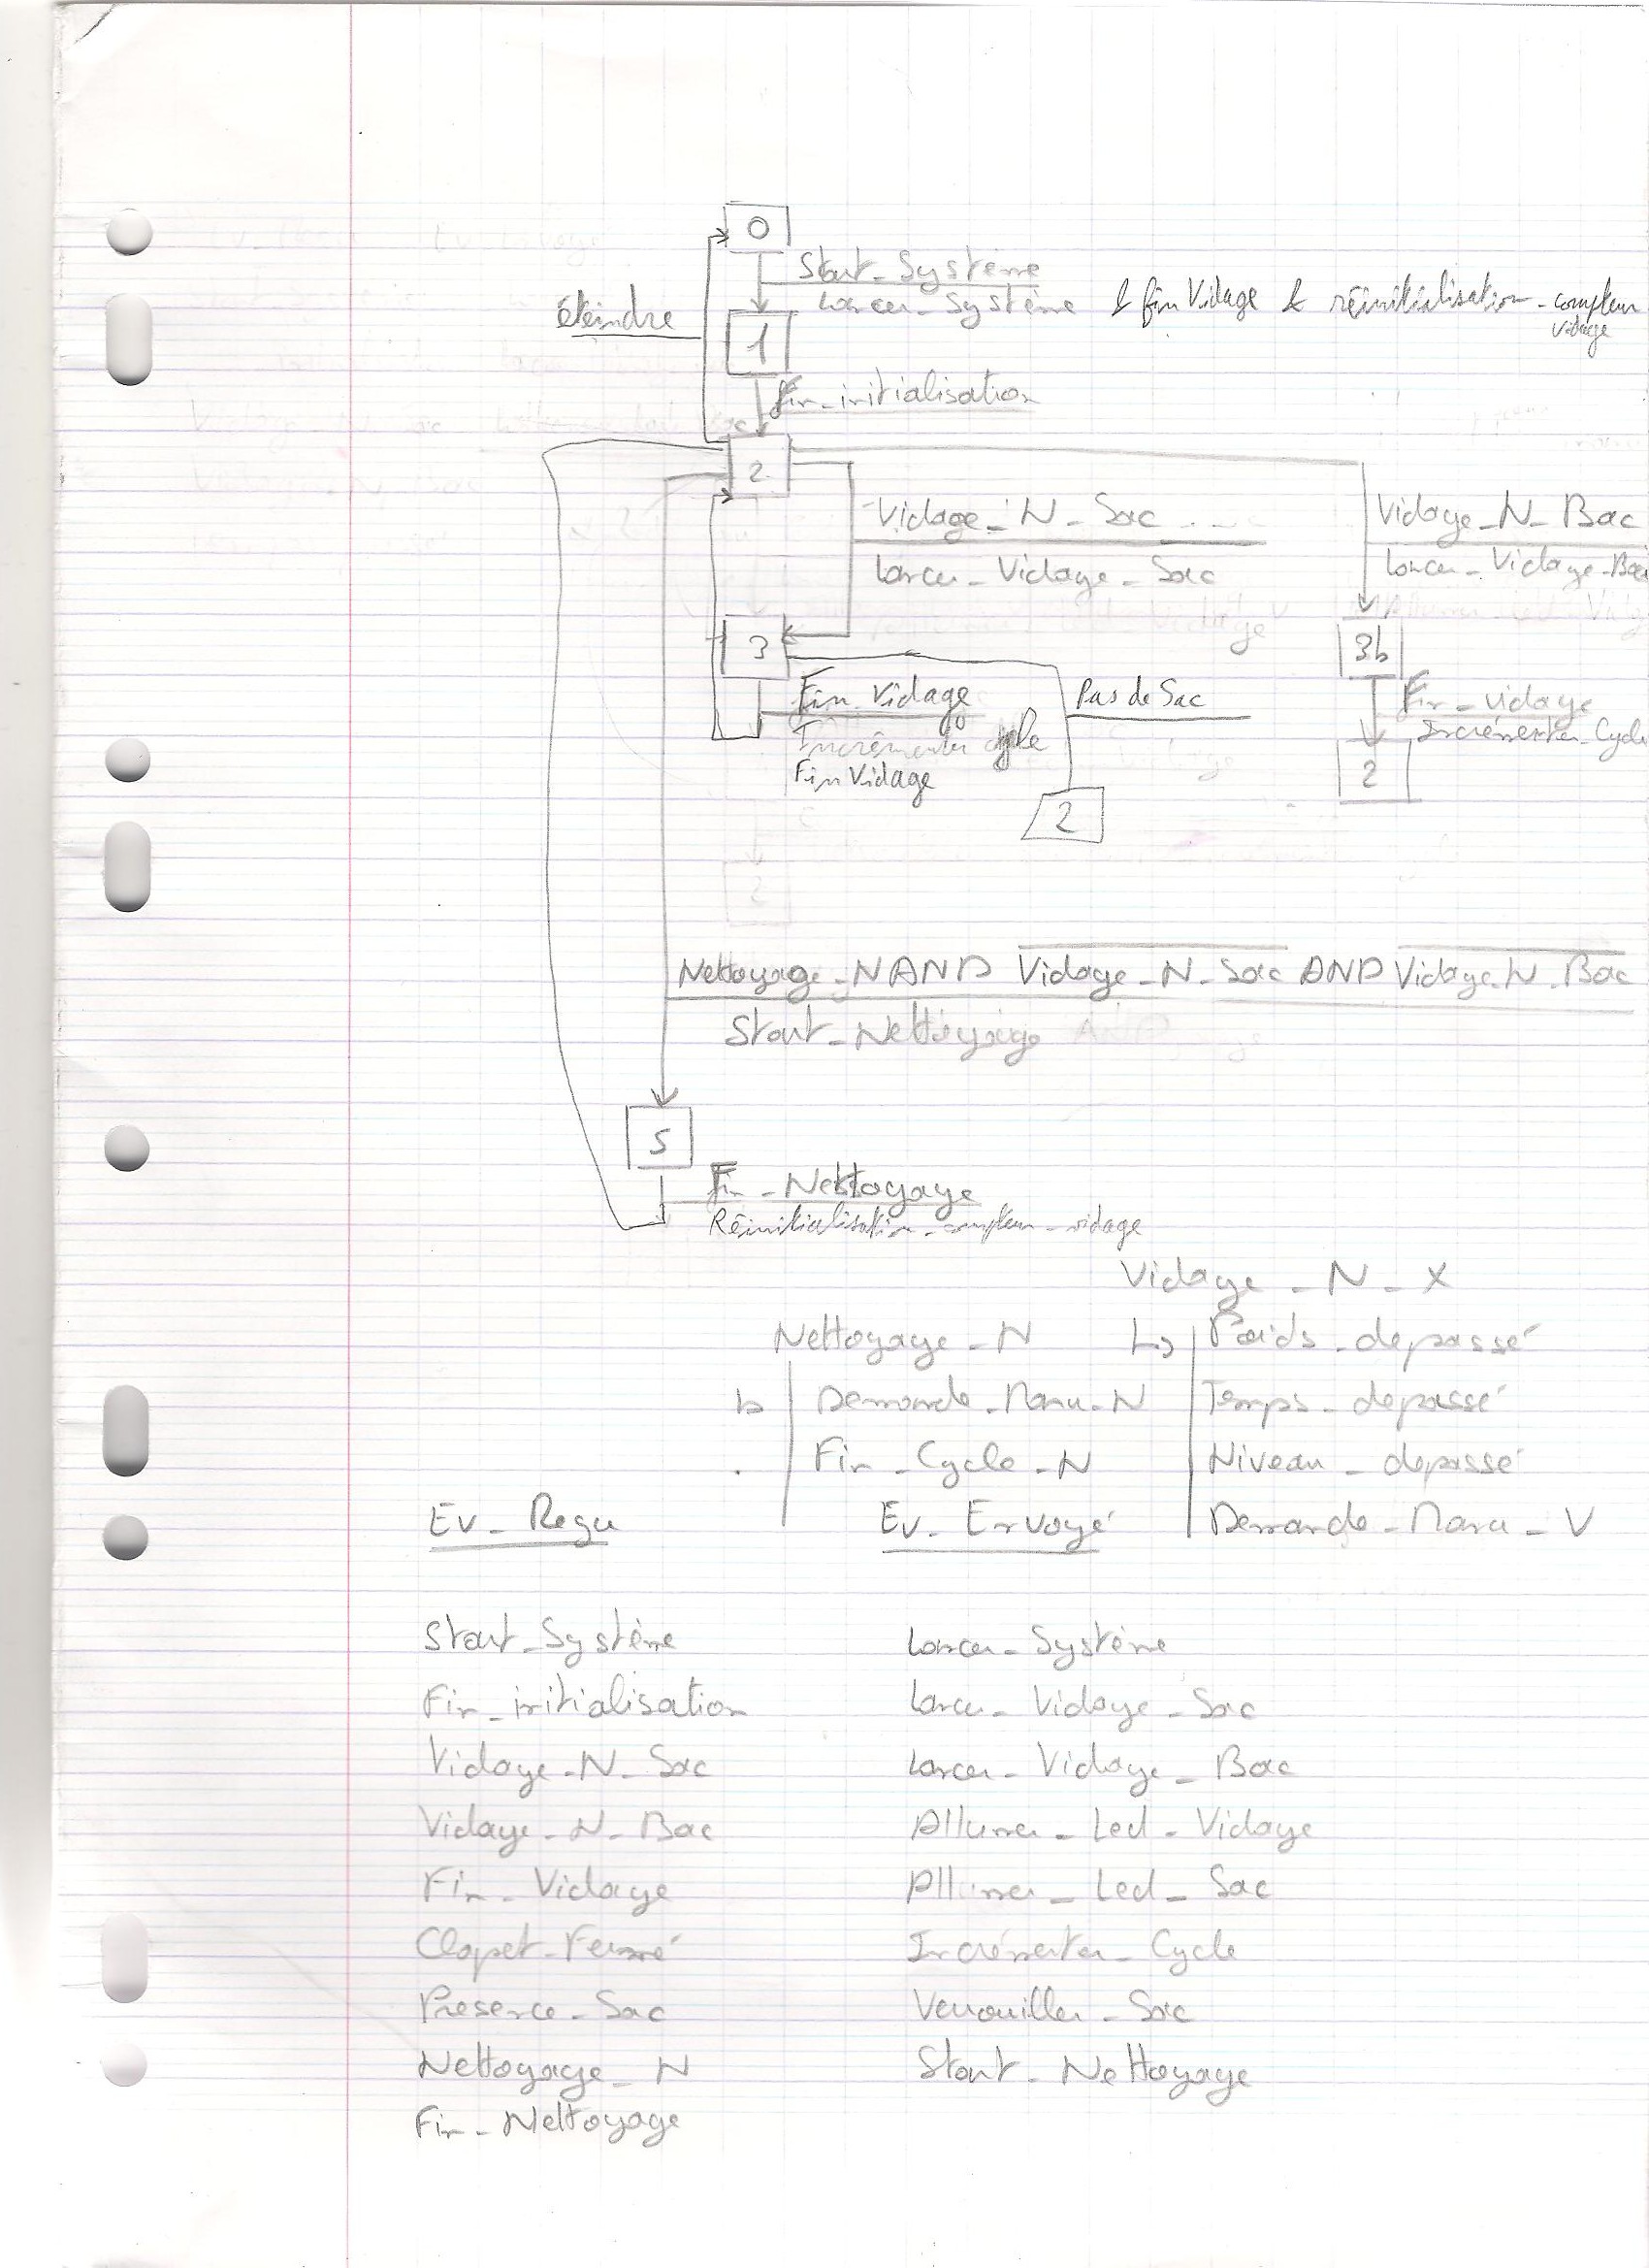 0
Start_Système
Lancer_Système & fin Vidage & réinitialisation_compteur
vidage
éteindre
1
Fin_initialisation
2
Vidage_N_Sac
Lancer_Vidage_Sac
Vidage_N_Bac
Lancer_Vidage_Bac
3
3b
Fin_Vidage
Incrémenter cycle
Fin Vidage
Pas de Sac
2
Fin_vidage
Incrémenter_Cycle
2
Nettoyage_N AND Vidage_N_Sac AND Vidage_N_Bac
Start_Nettoyage
5
Fin_Nettoyage
Réinitialisation_compteur_vidage
Vidage_N_X
Nettoyage_N
Poids_depassé
Demande_Manu_N
Temps_depassé
Fin_Cycle_N
Niveau_depassé
Demande_Manu_V
Ev_Reçu
Ev_Envoyé
Start_Système
Lancer_Système
Fin_initialisation
Lancer_Vidage_Sac
Vidage_N_Sac
Lancer_Vidage_Bac
Vidage_N_Bac
Allumer_Led_Vidage
Fin_Vidage
Allumer_Led_Sac
Clapet_Fermé
Incrémenter_Cycle
Presence_Sac
Verrouiller_Sac
Nettoyage_N
Start_Nettoyage
Fin_Nettoyage